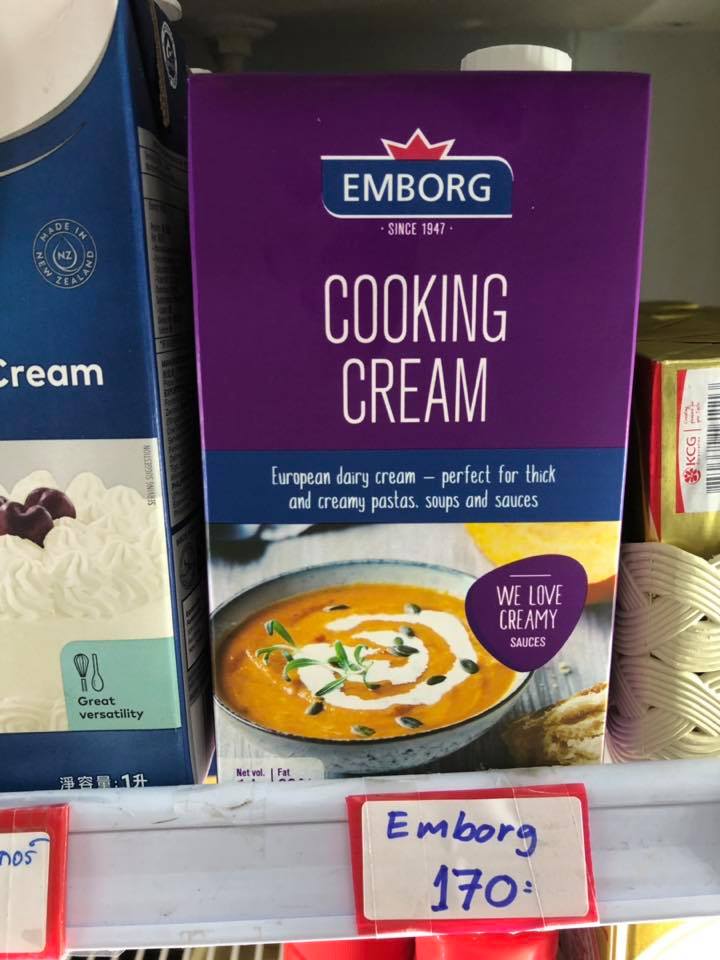 MADE IN
NZ
NEW ZEALAND
Cream
SERVING SUGGESTION
Great
versatility
淨容量:1升
EMBORG
· SINCE 1947 ·
COOKING
CREAM
European dairy cream – perfect for thick
and creamy pastas, soups and sauces
WE LOVE
CREAMY
SAUCES
Net vol. | Fat
KCG
Emborg
170: